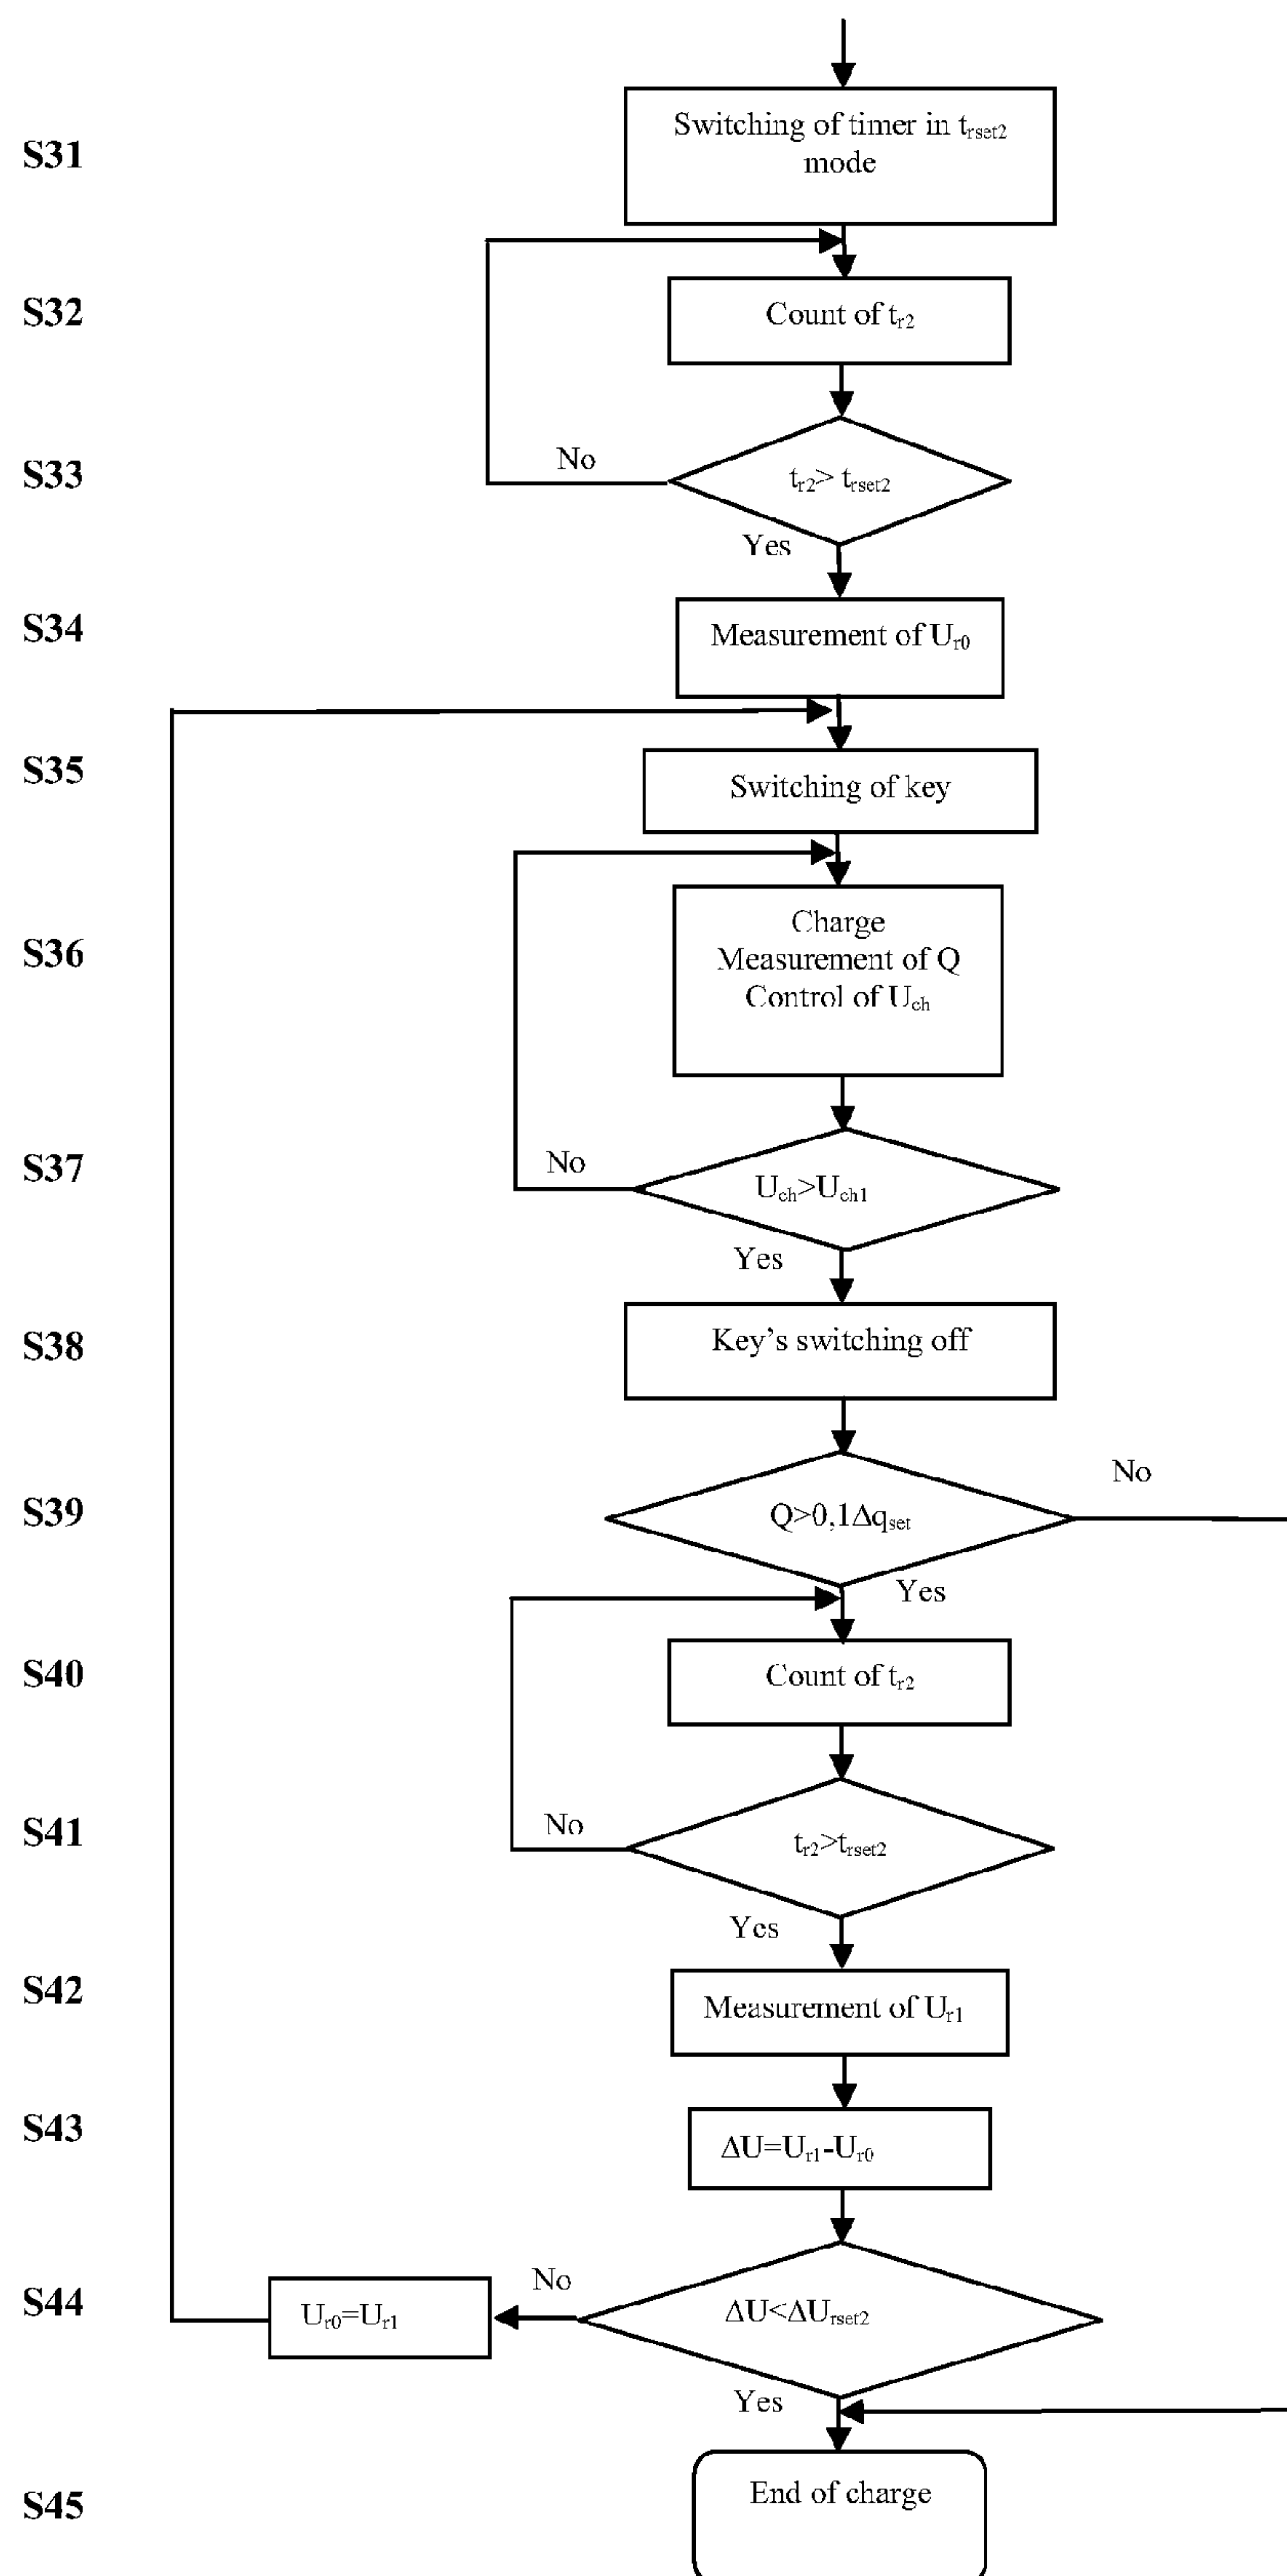 S31
Switching of timer in trset2
mode
S32
Count of tr2
S33
No
tr2> trset2
Yes
S34
Measurement of Ur0
S35
Switching of key
S36
Charge
Measurement of Q
Control of Uch
S37
No
Uch>Uch1
Yes
S38
Key's switching off
S39
Q>0,1Δqset
No
Yes
S40
Count of tr2
S41
No
tr2>trset2
Yes
S42
Measurement of Ur1
S43
ΔU=Ur1-Ur0
S44
Ur0=Ur1
No
ΔU<ΔUrset2
Yes
S45
End of charge